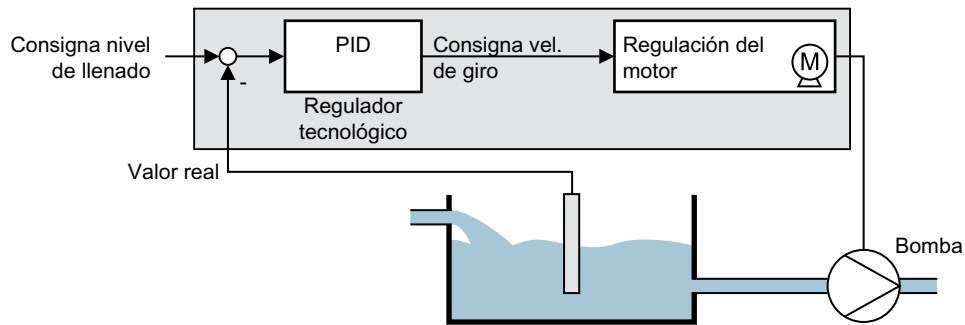 Consigna nivel
de llenado
-
PID
Regulador
tecnológico
Consigna vel.
de giro
Regulación del
motor
M
Valor real
Bomba